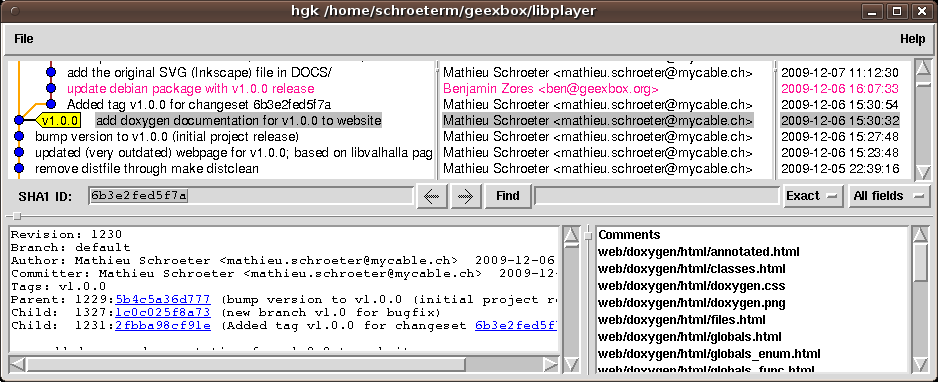 hgk /home/schroeterm/geexbox/libplayer
File Help
add the original SVG (Inkscape) file in DOCS/ Mathieu Schroeter <mathieu.schroeter@mycable.ch> 2009-12-07 11:12:30
update debian package with v1.0.0 release Benjamin Zores <ben@geexbox.org> 2009-12-06 16:07:33
Added tag v1.0.0 for changeset 6b3e2fed5f7a Mathieu Schroeter <mathieu.schroeter@mycable.ch> 2009-12-06 15:30:54
v1.0.0 add doxygen documentation for v1.0.0 to website Mathieu Schroeter <mathieu.schroeter@mycable.ch> 2009-12-06 15:30:32
bump version to v1.0.0 (initial project release) Mathieu Schroeter <mathieu.schroeter@mycable.ch> 2009-12-06 15:27:48
updated (very outdated) webpage for v1.0.0; based on libvalhalla pag Mathieu Schroeter <mathieu.schroeter@mycable.ch> 2009-12-06 15:23:48
remove distfile through make distclean Mathieu Schroeter <mathieu.schroeter@mycable.ch> 2009-12-05 22:39:16
SHA1 ID: 6b3e2fed5f7a Find Exact All fields
Revision: 1230
Branch: default
Author: Mathieu Schroeter <mathieu.schroeter@mycable.ch> 2009-12-06
Committer: Mathieu Schroeter <mathieu.schroeter@mycable.ch> 2009-12-
Tags: v1.0.0
Parent: 1229:5b4c5a36d777 (bump version to v1.0.0 (initial project re
Child: 1327:1c0c025f8a73 (new branch v1.0 for bugfix)
Child: 1231:2fbba98cf91e (Added tag v1.0.0 for changeset 6b3e2fed5f
Comments
web/doxygen/html/annotated.html
web/doxygen/html/classes.html
web/doxygen/html/doxygen.css
web/doxygen/html/doxygen.png
web/doxygen/html/files.html
web/doxygen/html/globals.html
web/doxygen/html/globals_enum.html
web/doxygen/html/globals_func.html